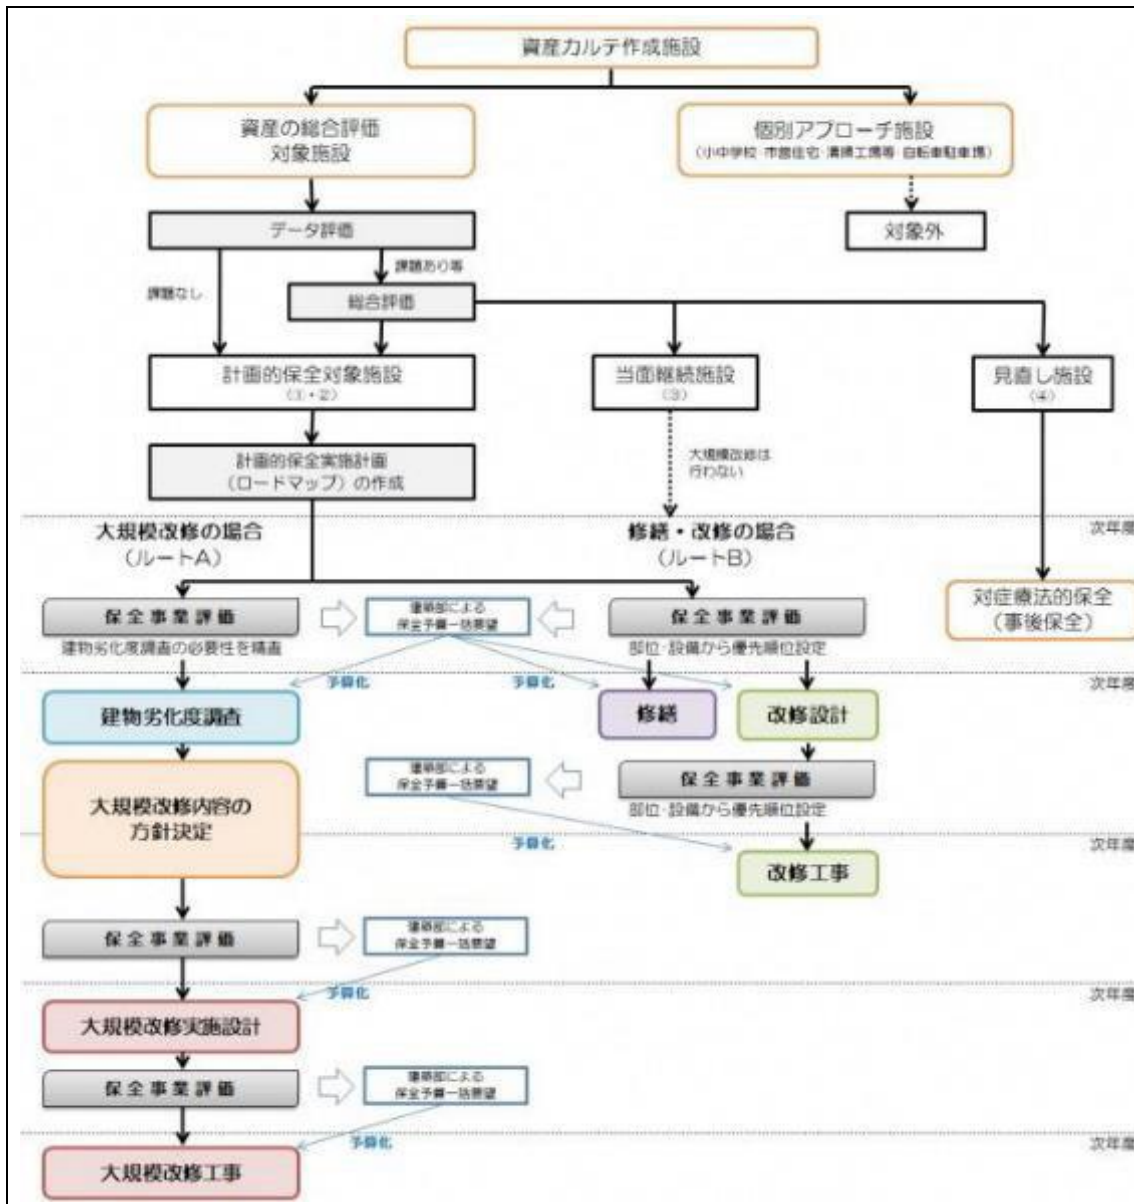 資産カルテ作成施設
資産の総合評価
対象施設
個別アプローチ施設
(小中学校・市営住宅・清掃工場等・自転車駐車場)
データ評価
対象外
課題なし
課題あり等
総合評価
計画的保全対象施設
(①・②)
当面継続施設
(③)
見直し施設
(④)
計画的保全実施計画
(ロードマップ)の作成
大規模改修は
行わない
次年度
大規模改修の場合
(ルートA)
修繕・改修の場合
(ルートB)
保全事業評価
建物劣化度調査の必要性を精査
建築部による
保全予算一括要望
保全事業評価
部位・設備から優先順位設定
対症療法的保全
(事後保全)
予算化
予算化
次年度
建物劣化度調査
修繕
改修設計
大規模改修内容の
方針決定
建築部による
保全予算一括要望
保全事業評価
部位・設備から優先順位設定
予算化
次年度
改修工事
保全事業評価
建築部による
保全予算一括要望
予算化
次年度
大規模改修実施設計
保全事業評価
建築部による
保全予算一括要望
予算化
次年度
大規模改修工事